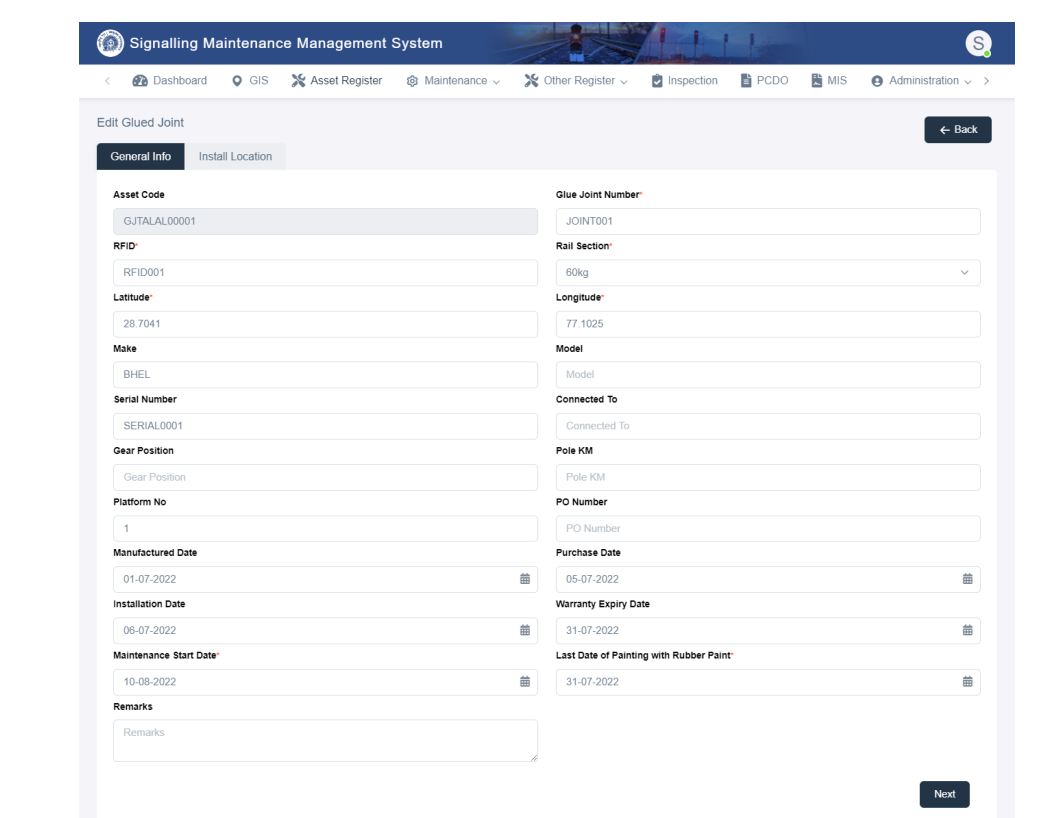 Signalling Maintenance Management System S
Dashboard GIS Asset Register Maintenance Other Register Inspection PCDO MIS Administration
Edit Glued Joint
← Back
General Info Install Location
Asset Code Glue Joint Number*
GJTALAL00001 JOINT001
RFID* Rail Section*
RFID001 60kg
Latitude* Longitude*
28.7041 77.1025
Make Model
BHEL Model
Serial Number Connected To
SERIAL0001 Connected To
Gear Position Pole KM
Gear Position Pole KM
Platform No PO Number
1 PO Number
Manufactured Date Purchase Date
01-07-2022 05-07-2022
Installation Date Warranty Expiry Date
06-07-2022 31-07-2022
Maintenance Start Date* Last Date of Painting with Rubber Paint*
10-08-2022 31-07-2022
Remarks
Remarks
Next